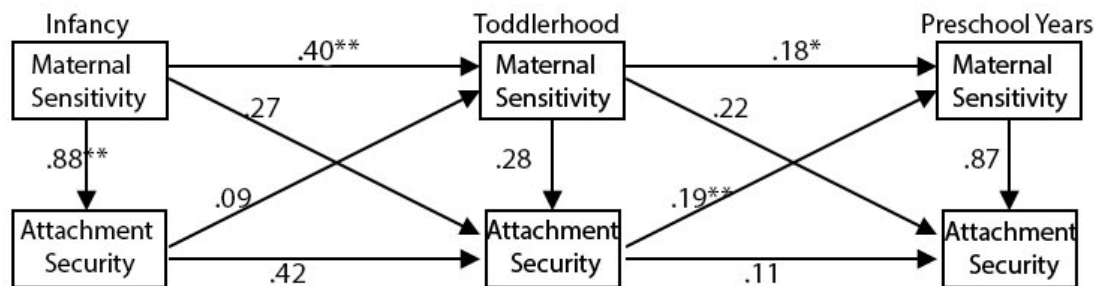 Infancy
Toddlerhood
Preschool Years
Maternal
Sensitivity
.40**
Maternal
Sensitivity
.18*
Maternal
Sensitivity
.27
.22
.88**
.28
.87
.09
.19**
Attachment
Security
Attachment
Security
Attachment
Security
.42
.11